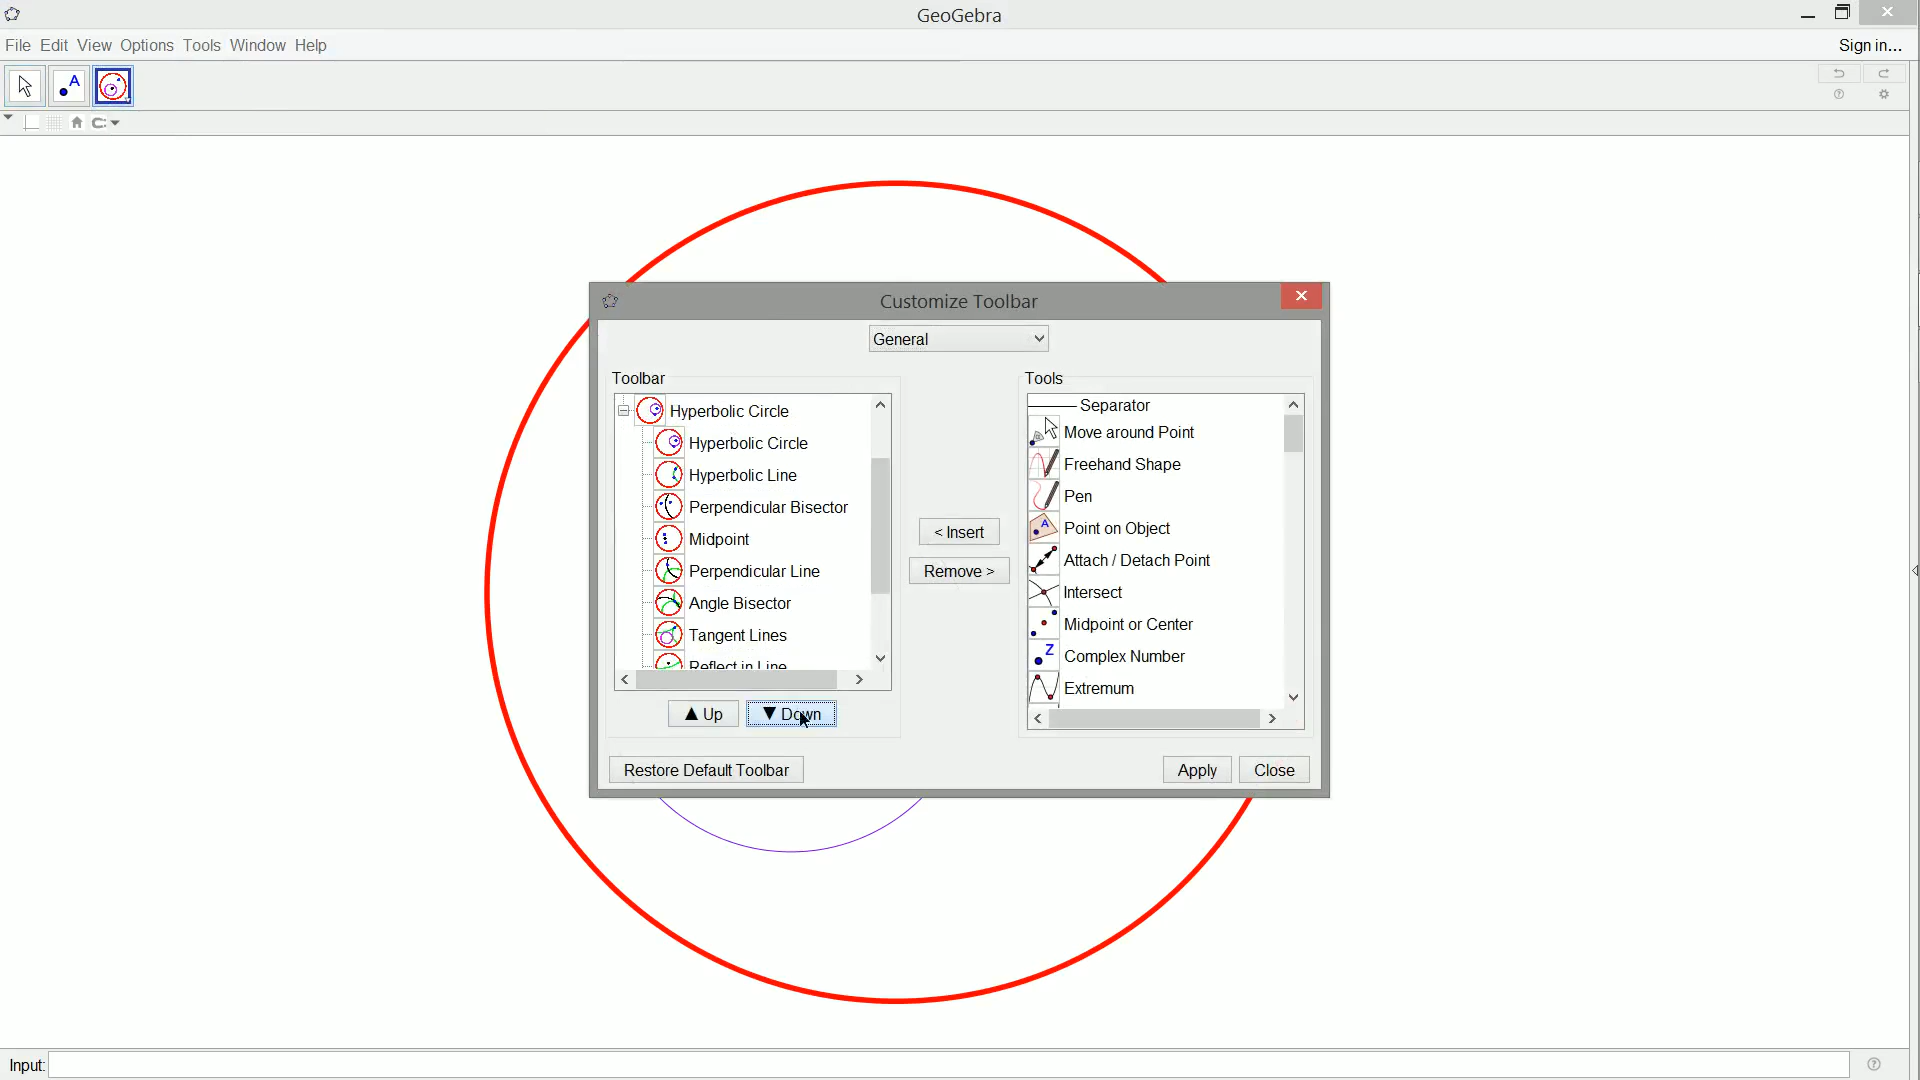 GeoGebra
File Edit View Options Tools Window Help
Sign in...
A
Customize Toolbar
General
Toolbar
Hyperbolic Circle
Hyperbolic Circle
Hyperbolic Line
Perpendicular Bisector
Midpoint
Perpendicular Line
Angle Bisector
Tangent Lines
Reflect in Line
▲ Up
▼ Down
< Insert
Remove >
Tools
Separator
Move around Point
Freehand Shape
Pen
A
Point on Object
Attach / Detach Point
Intersect
Midpoint or Center
Z
Complex Number
Extremum
Restore Default Toolbar
Apply
Close
Input: